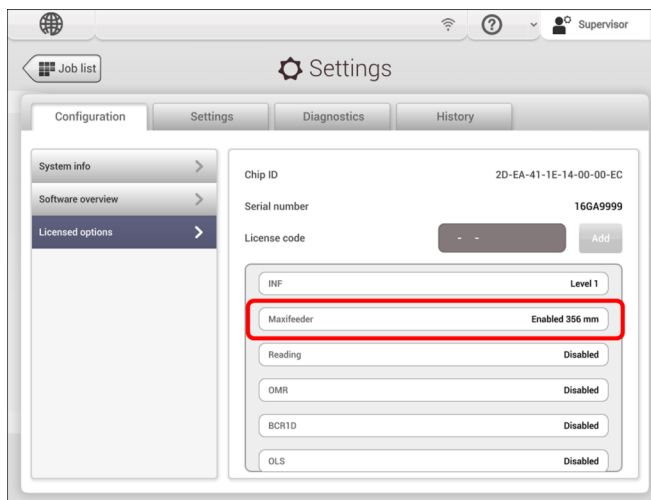 ? Supervisor
Job list
Settings
Configuration Settings Diagnostics History
System info
Software overview
Licensed options
Chip ID 2D-EA-41-1E-14-00-00-EC
Serial number 16GA9999
License code - - Add
INF Level 1
Maxifeeder Enabled 356 mm
Reading Disabled
OMR Disabled
BCR1D Disabled
OLS Disabled